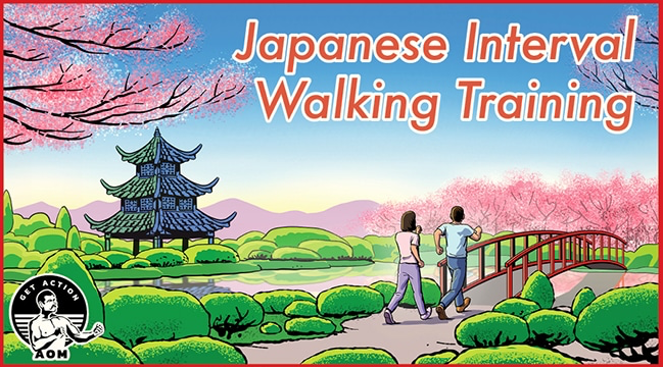 Japanese Interval
Walking Training
GET ACTION
AOM